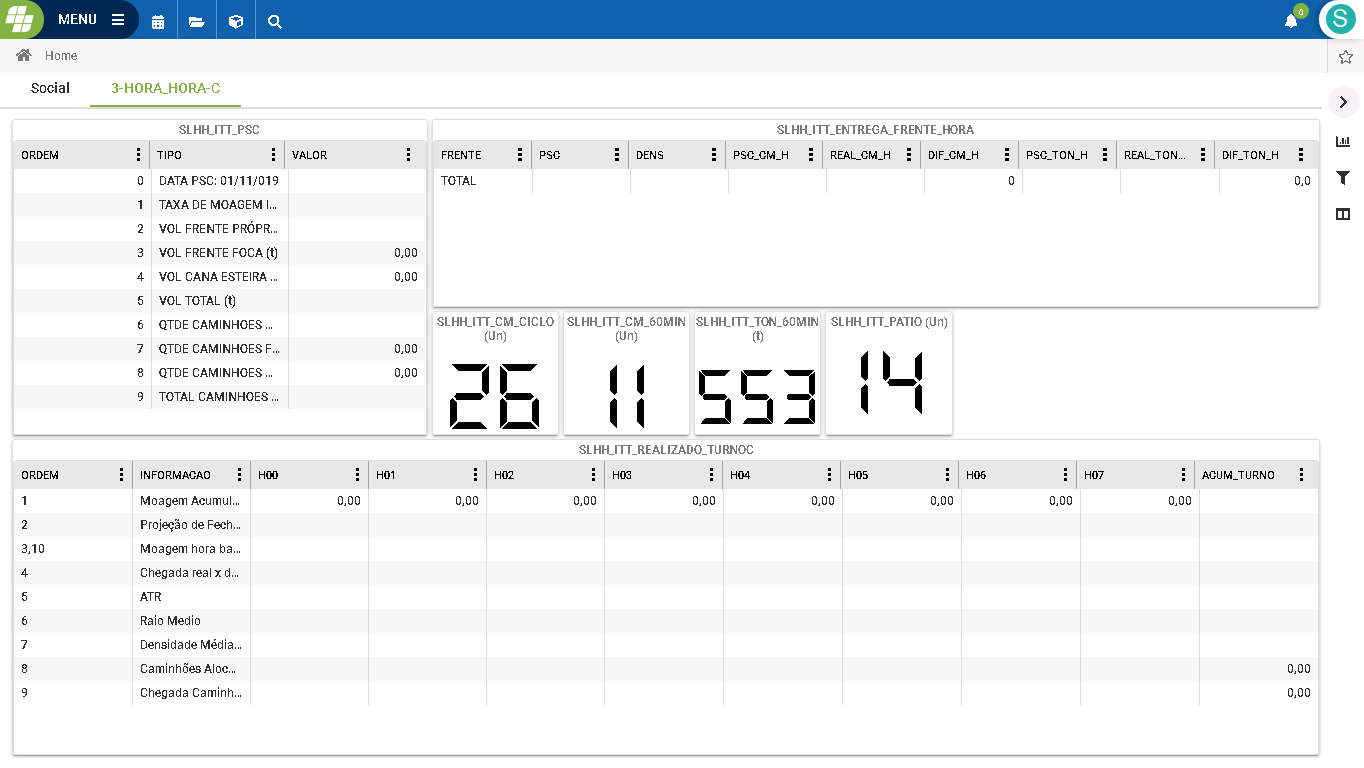 MENU
0
S
Home
Social 3-HORA_HORA-C
SLHH_ITT_PSC
ORDEM TIPO VALOR
0 DATA PSC: 01/11/019
1 TAXA DE MOAGEM I...
2 VOL FRENTE PRÓPR...
3 VOL FRENTE FOCA (t) 0,00
4 VOL CANA ESTEIRA ... 0,00
5 VOL TOTAL (t)
6 QTDE CAMINHOES ...
7 QTDE CAMINHOES F... 0,00
8 QTDE CAMINHOES ... 0,00
9 TOTAL CAMINHOES ...
SLHH_ITT_ENTREGA_FRENTE_HORA
FRENTE PSC DENS PSC_CM_H REAL_CM_H DIF_CM_H PSC_TON_H REAL_TON... DIF_TON_H
TOTAL 0 0,0
SLHH_ITT_CM_CICLO
(Un)
26
SLHH_ITT_CM_60MIN
(Un)
11
SLHH_ITT_TON_60MIN
(t)
553
SLHH_ITT_PATIO (Un)
14
SLHH_ITT_REALIZADO_TURNOC
ORDEM INFORMACAO H00 H01 H02 H03 H04 H05 H06 H07 ACUM_TURNO
1 Moagem Acumul... 0,00 0,00 0,00 0,00 0,00 0,00 0,00 0,00
2 Projeção de Fech...
3,10 Moagem hora ba...
4 Chegada real x d...
5 ATR
6 Raio Medio
7 Densidade Média...
8 Caminhões Aloc... 0,00
9 Chegada Caminh... 0,00